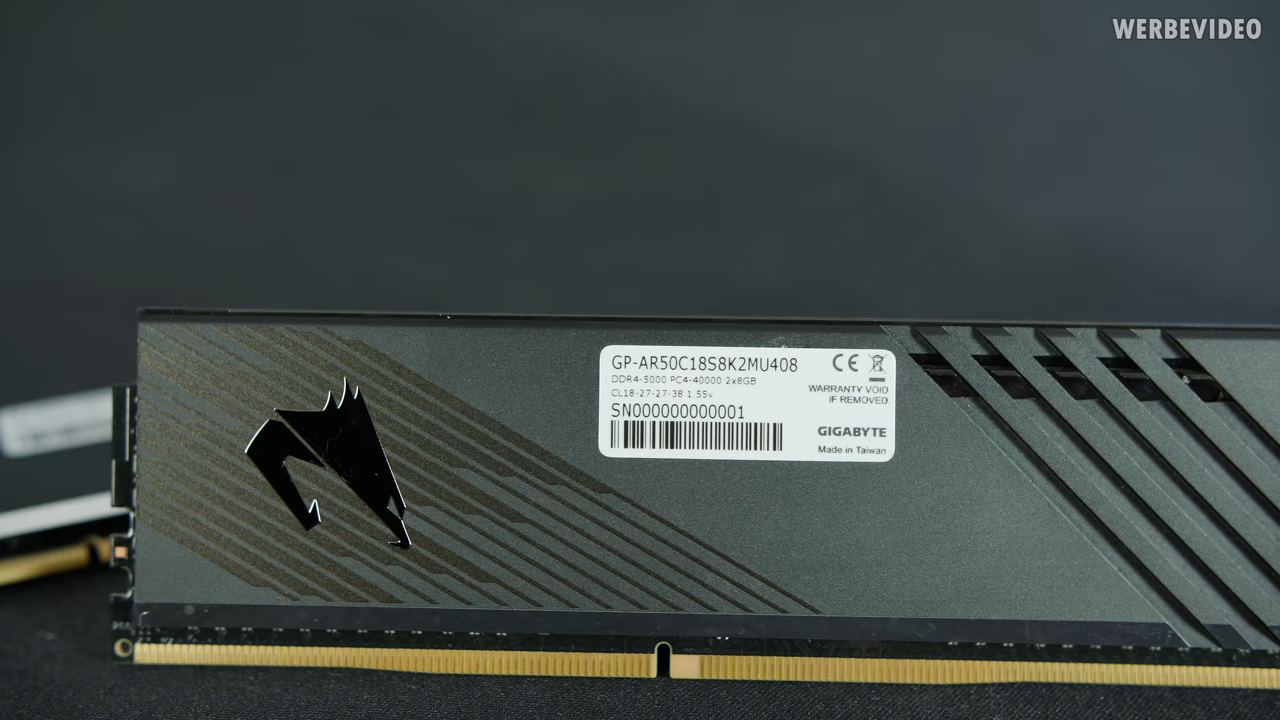 WERBEVIDEO
GP-AR50C18S8K2MU408
DDR4-5000 PC4-40000 2x8GB
CL18-27-27-38 1.55v
SN000000000001
WARRANTY VOID
IF REMOVED.
GIGABYTE
Made in Taiwan